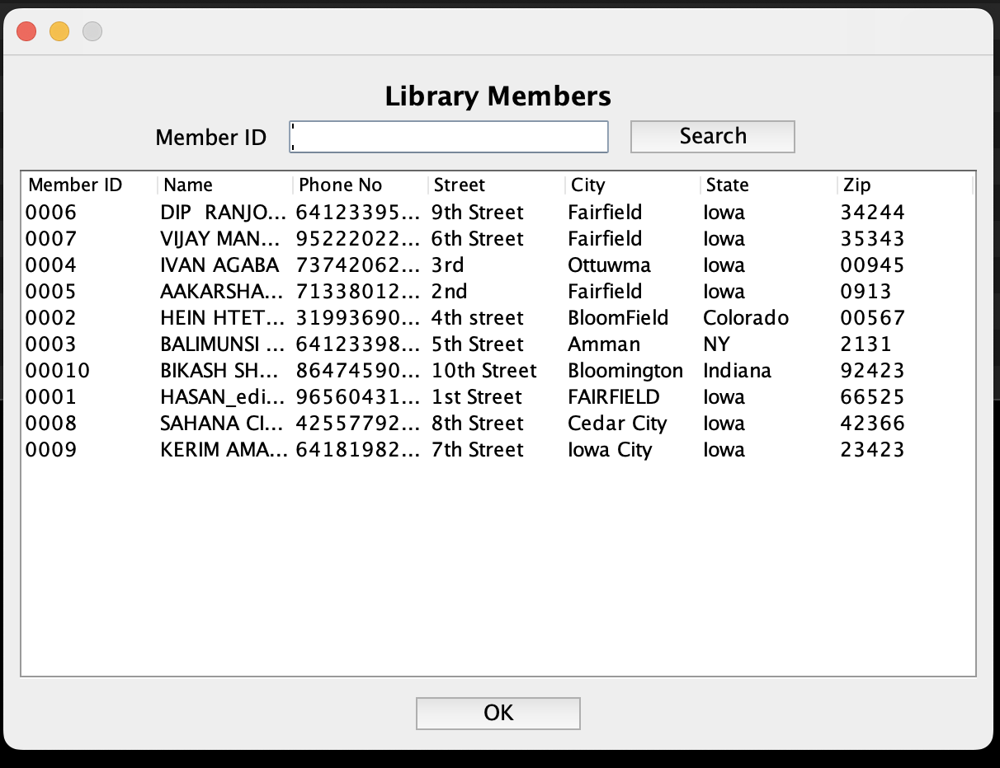 Library Members
Member ID Search
Member ID Name Phone No Street City State Zip
0006 DIP RANJO... 64123395... 9th Street Fairfield Iowa 34244
0007 VIJAY MAN... 95222022... 6th Street Fairfield Iowa 35343
0004 IVAN AGABA 73742062... 3rd Ottuwma Iowa 00945
0005 AAKARSHA... 71338012... 2nd Fairfield Iowa 0913
0002 HEIN HTET... 31993690... 4th street BloomField Colorado 00567
0003 BALIMUNSI ... 64123398... 5th Street Amman NY 2131
00010 BIKASH SH... 86474590... 10th Street Bloomington Indiana 92423
0001 HASAN_edi... 96560431... 1st Street FAIRFIELD Iowa 66525
0008 SAHANA CI... 42557792... 8th Street Cedar City Iowa 42366
0009 KERIM AMA... 64181982... 7th Street Iowa City Iowa 23423
OK